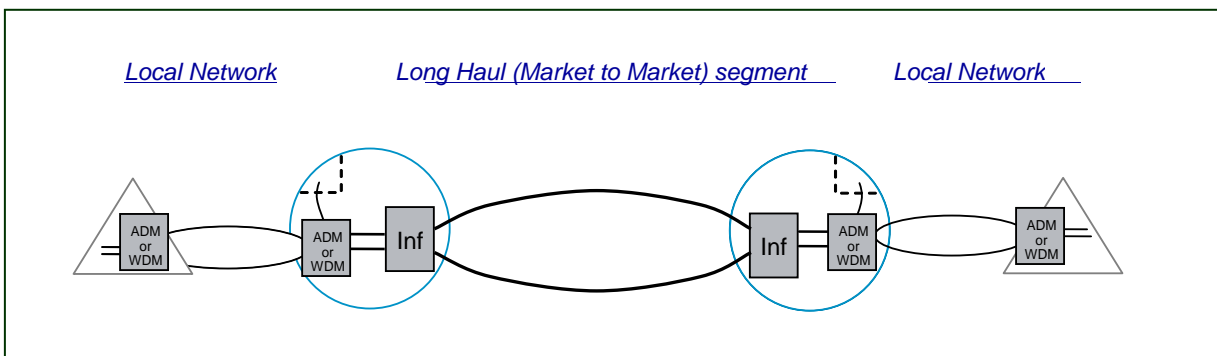 Local Network
Long Haul (Market to Market) segment
Local Network
ADM
or
WDM
ADM
or
WDM
Inf
Inf
ADM
or
WDM
ADM
or
WDM